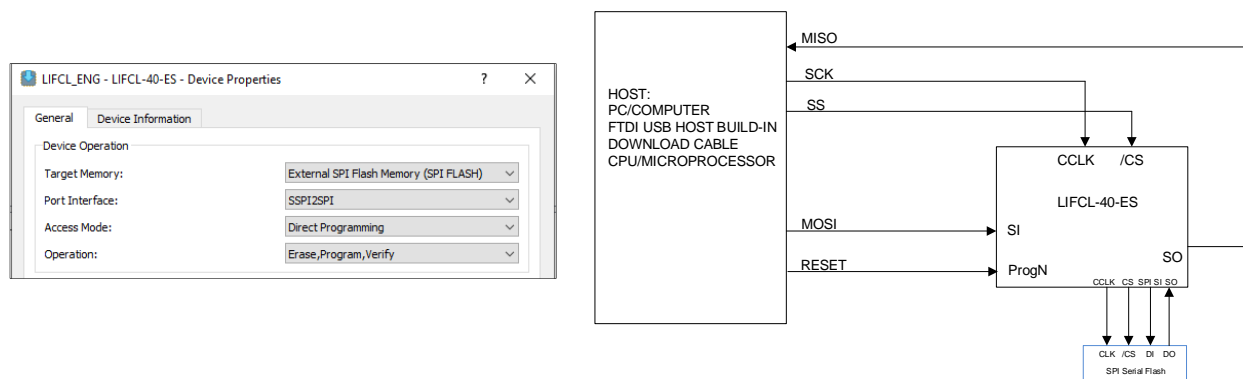 LIFCL_ENG - LIFCL-40-ES - Device Properties ? ×
General Device Information
Device Operation
Target Memory: External SPI Flash Memory (SPI FLASH)
Port Interface: SSPI2SPI
Access Mode: Direct Programming
Operation: Erase,Program,Verify
HOST:
PC/COMPUTER
FTDI USB HOST BUILD-IN
DOWNLOAD CABLE
CPU/MICROPROCESSOR
MISO
SCK
SS
MOSI
RESET
CCLK /CS
LIFCL-40-ES
SI
SO
ProgN
CCLK CS SPI SI SO
CLK /CS DI DO
SPI Serial Flash